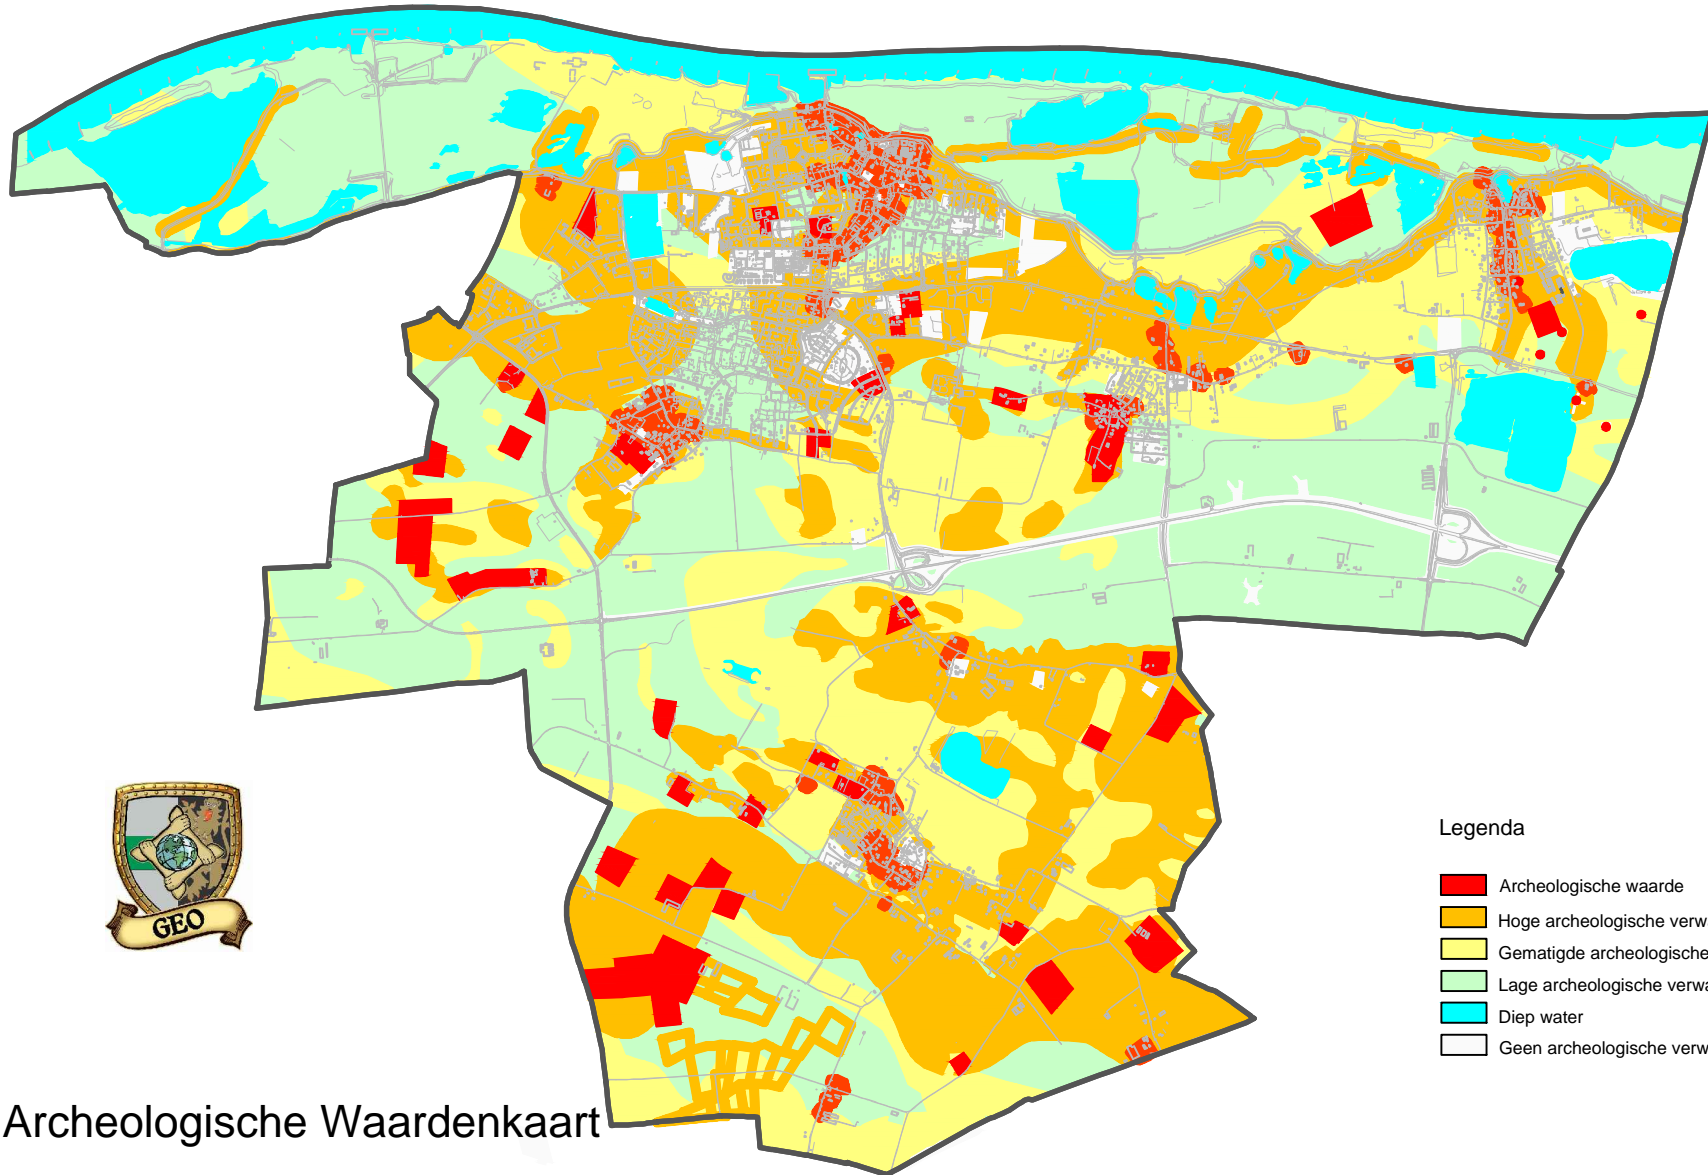 Legenda
Archeologische waarde
Hoge archeologische verw
Gematigde archeologische
Lage archeologische verwa
Diep water
Geen archeologische verw
GEO
Archeologische Waardenkaart